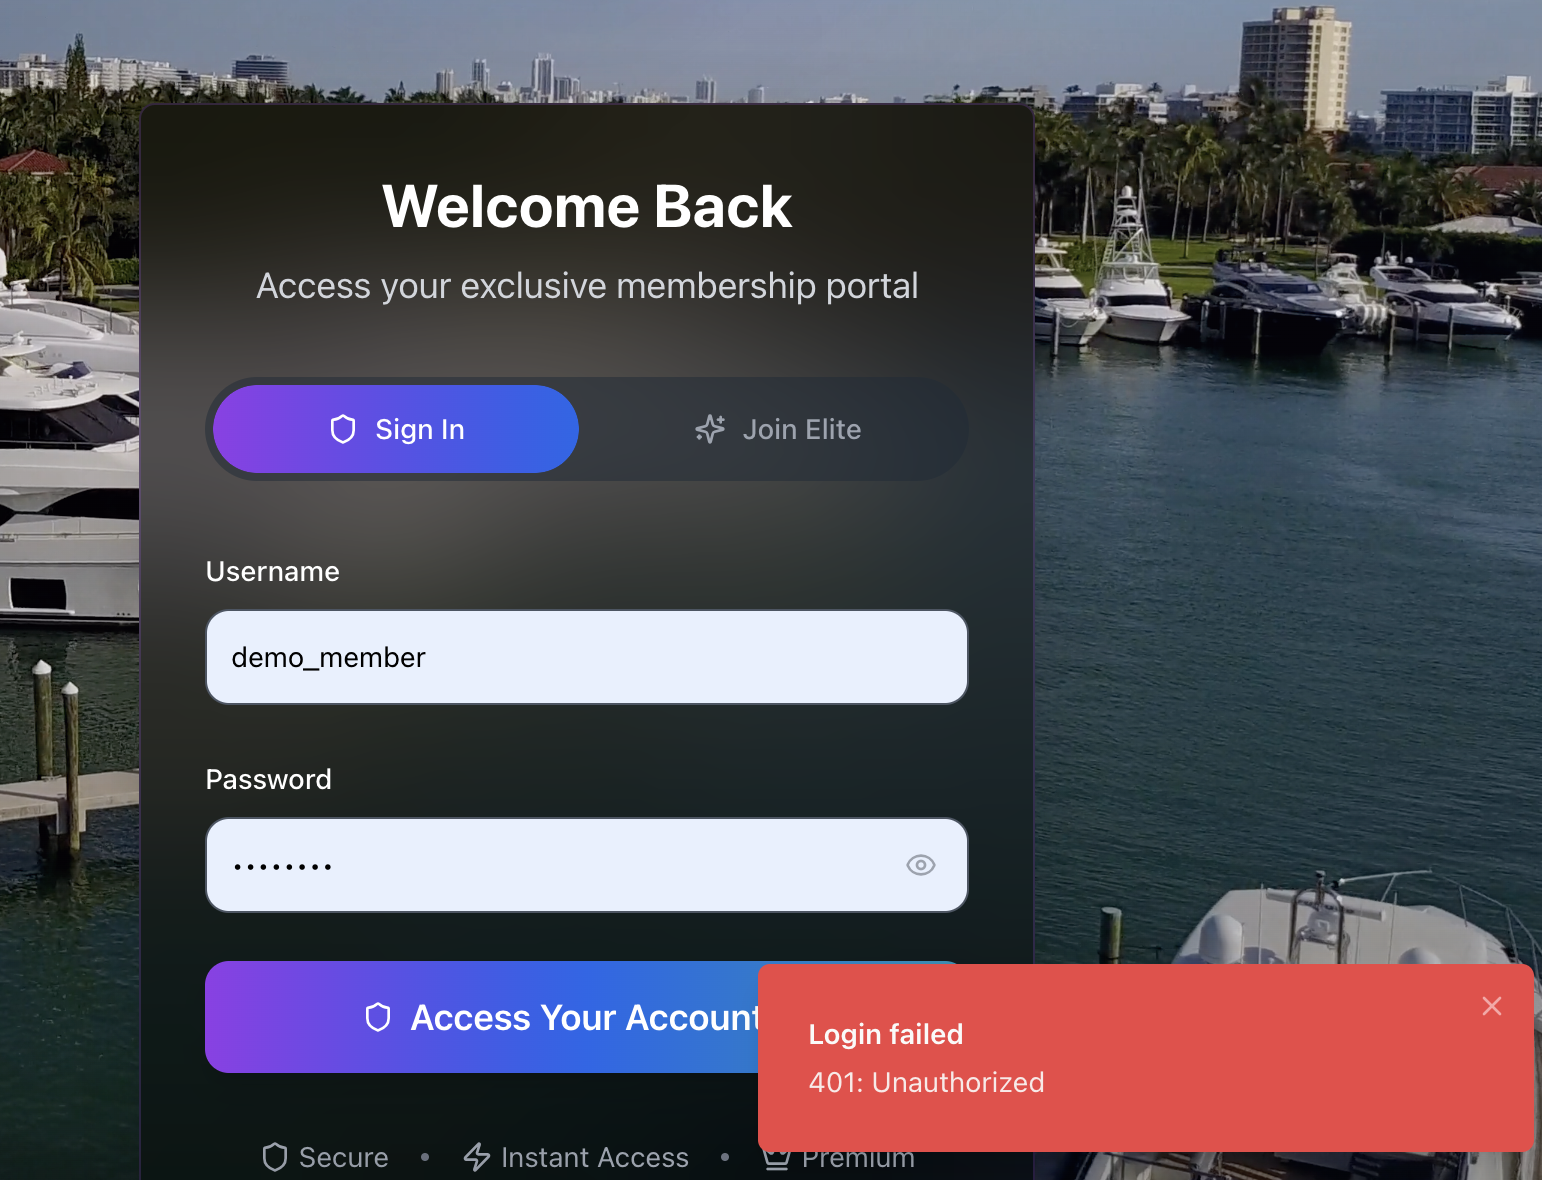 Welcome Back
Access your exclusive membership portal
Sign In
Join Elite
Username
demo_member
Password
••••••••
Access Your Account
Login failed
401: Unauthorized
Secure • Instant Access • Premium